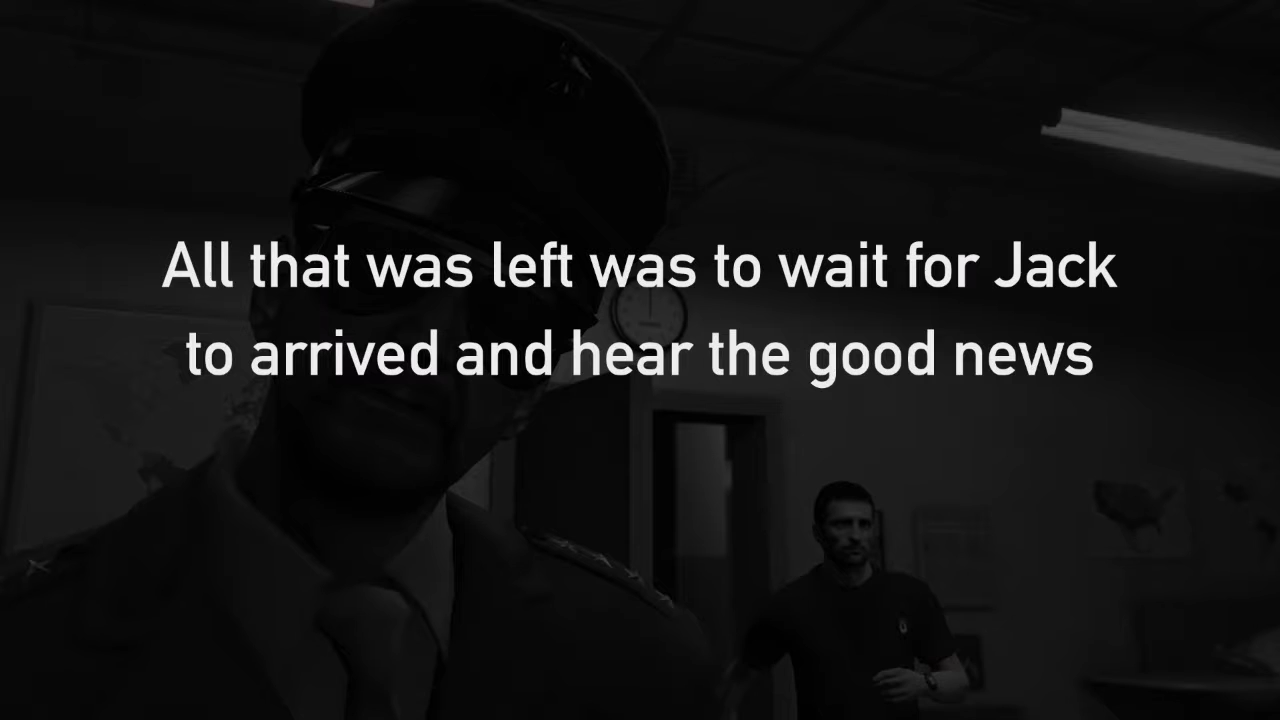 All that was left was to wait for Jack
to arrived and hear the good news